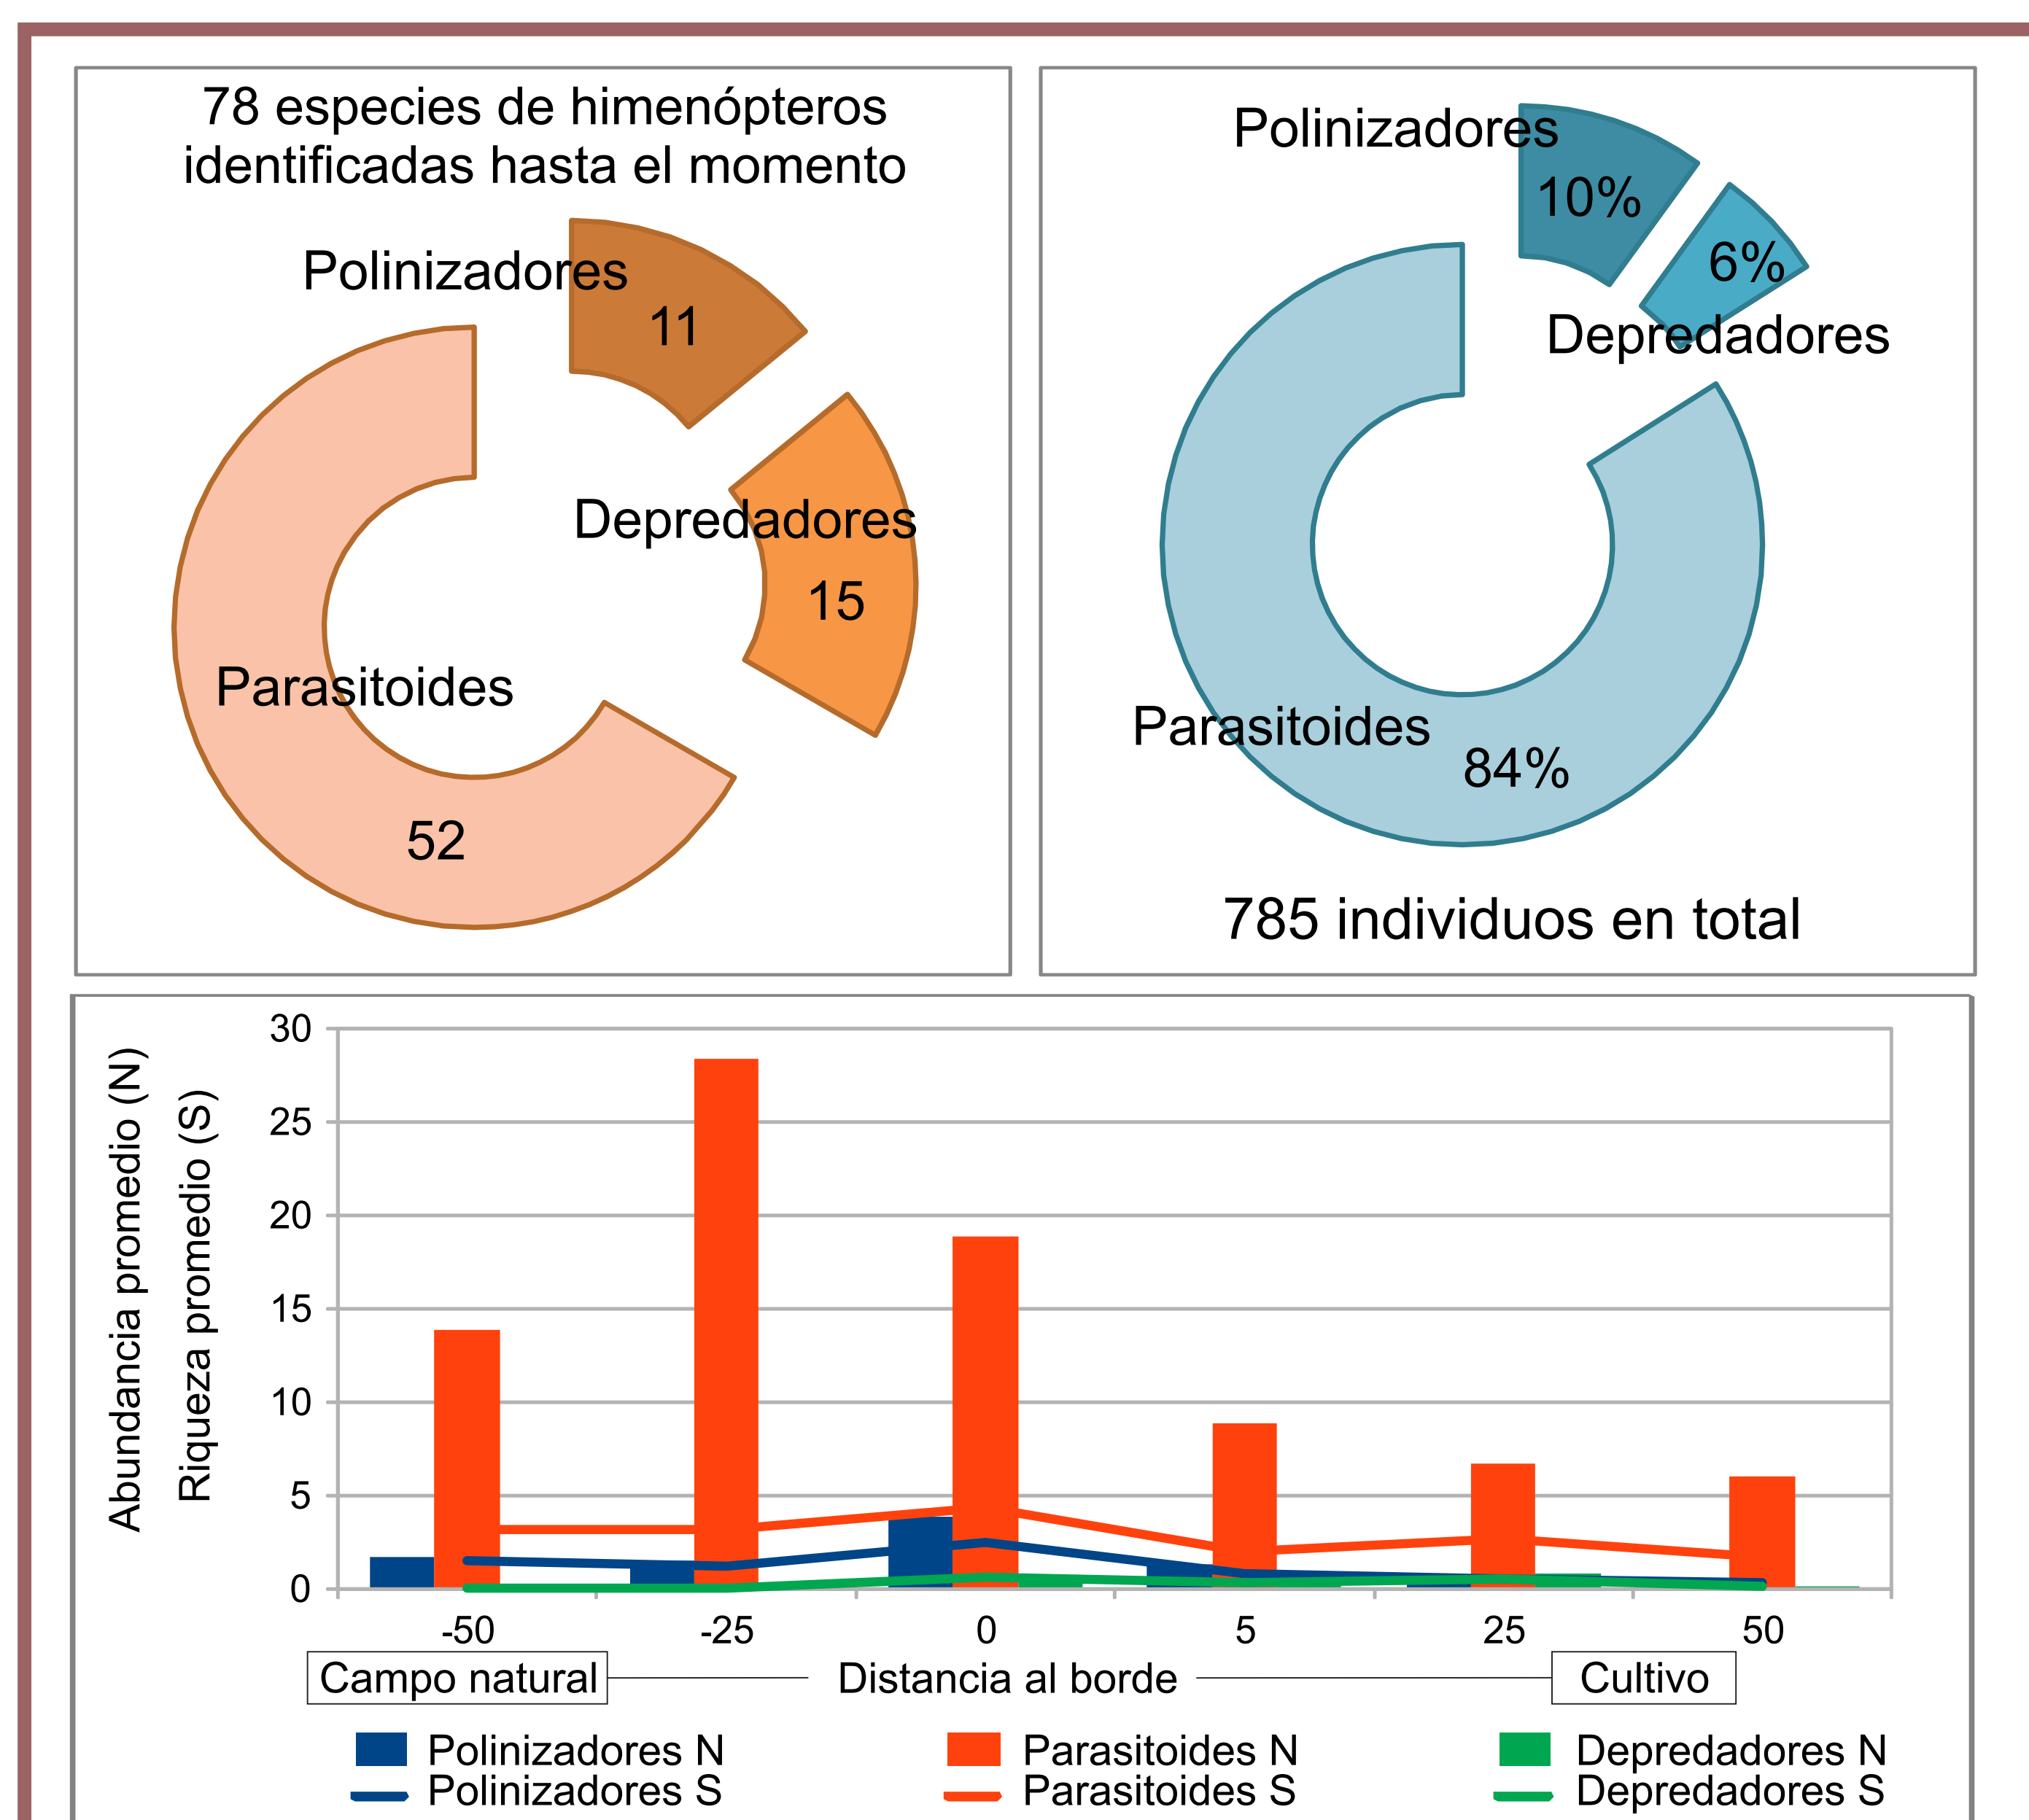 78 especies de himenópteros
identificadas hasta el momento
Polinizadores
11
Depredadores
15
Parasitoides
52
Polinizadores
10%
6%
Depredadores
Parasitoides
84%
785 individuos en total
Abundancia promedio (N)
Riqueza promedio (S)
30
25
20
15
10
5
0
-50 -25 0 5 25 50
Campo natural Distancia al borde Cultivo
Polinizadores N Parasitoides N Depredadores N
Polinizadores S Parasitoides S Depredadores S